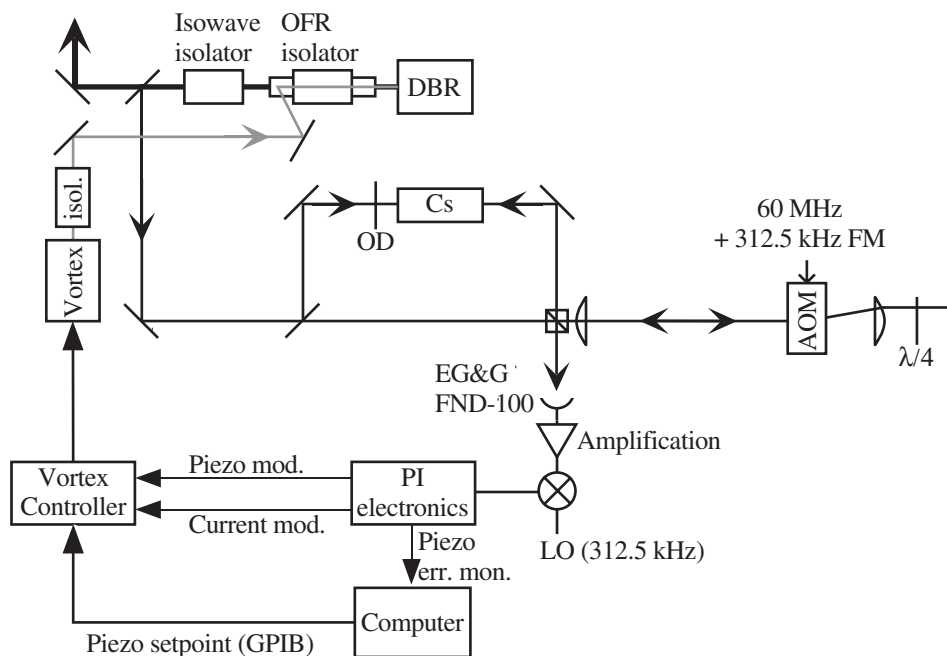 Isowave
isolator
OFR
isolator
DBR
isol.
Vortex
Cs
OD
60 MHz
+ 312.5 kHz FM
AOM
λ/4
EG&G
FND-100
Amplification
Vortex
Controller
Piezo mod.
Current mod.
PI
electronics
LO (312.5 kHz)
Piezo
err. mon.
Computer
Piezo setpoint (GPIB)